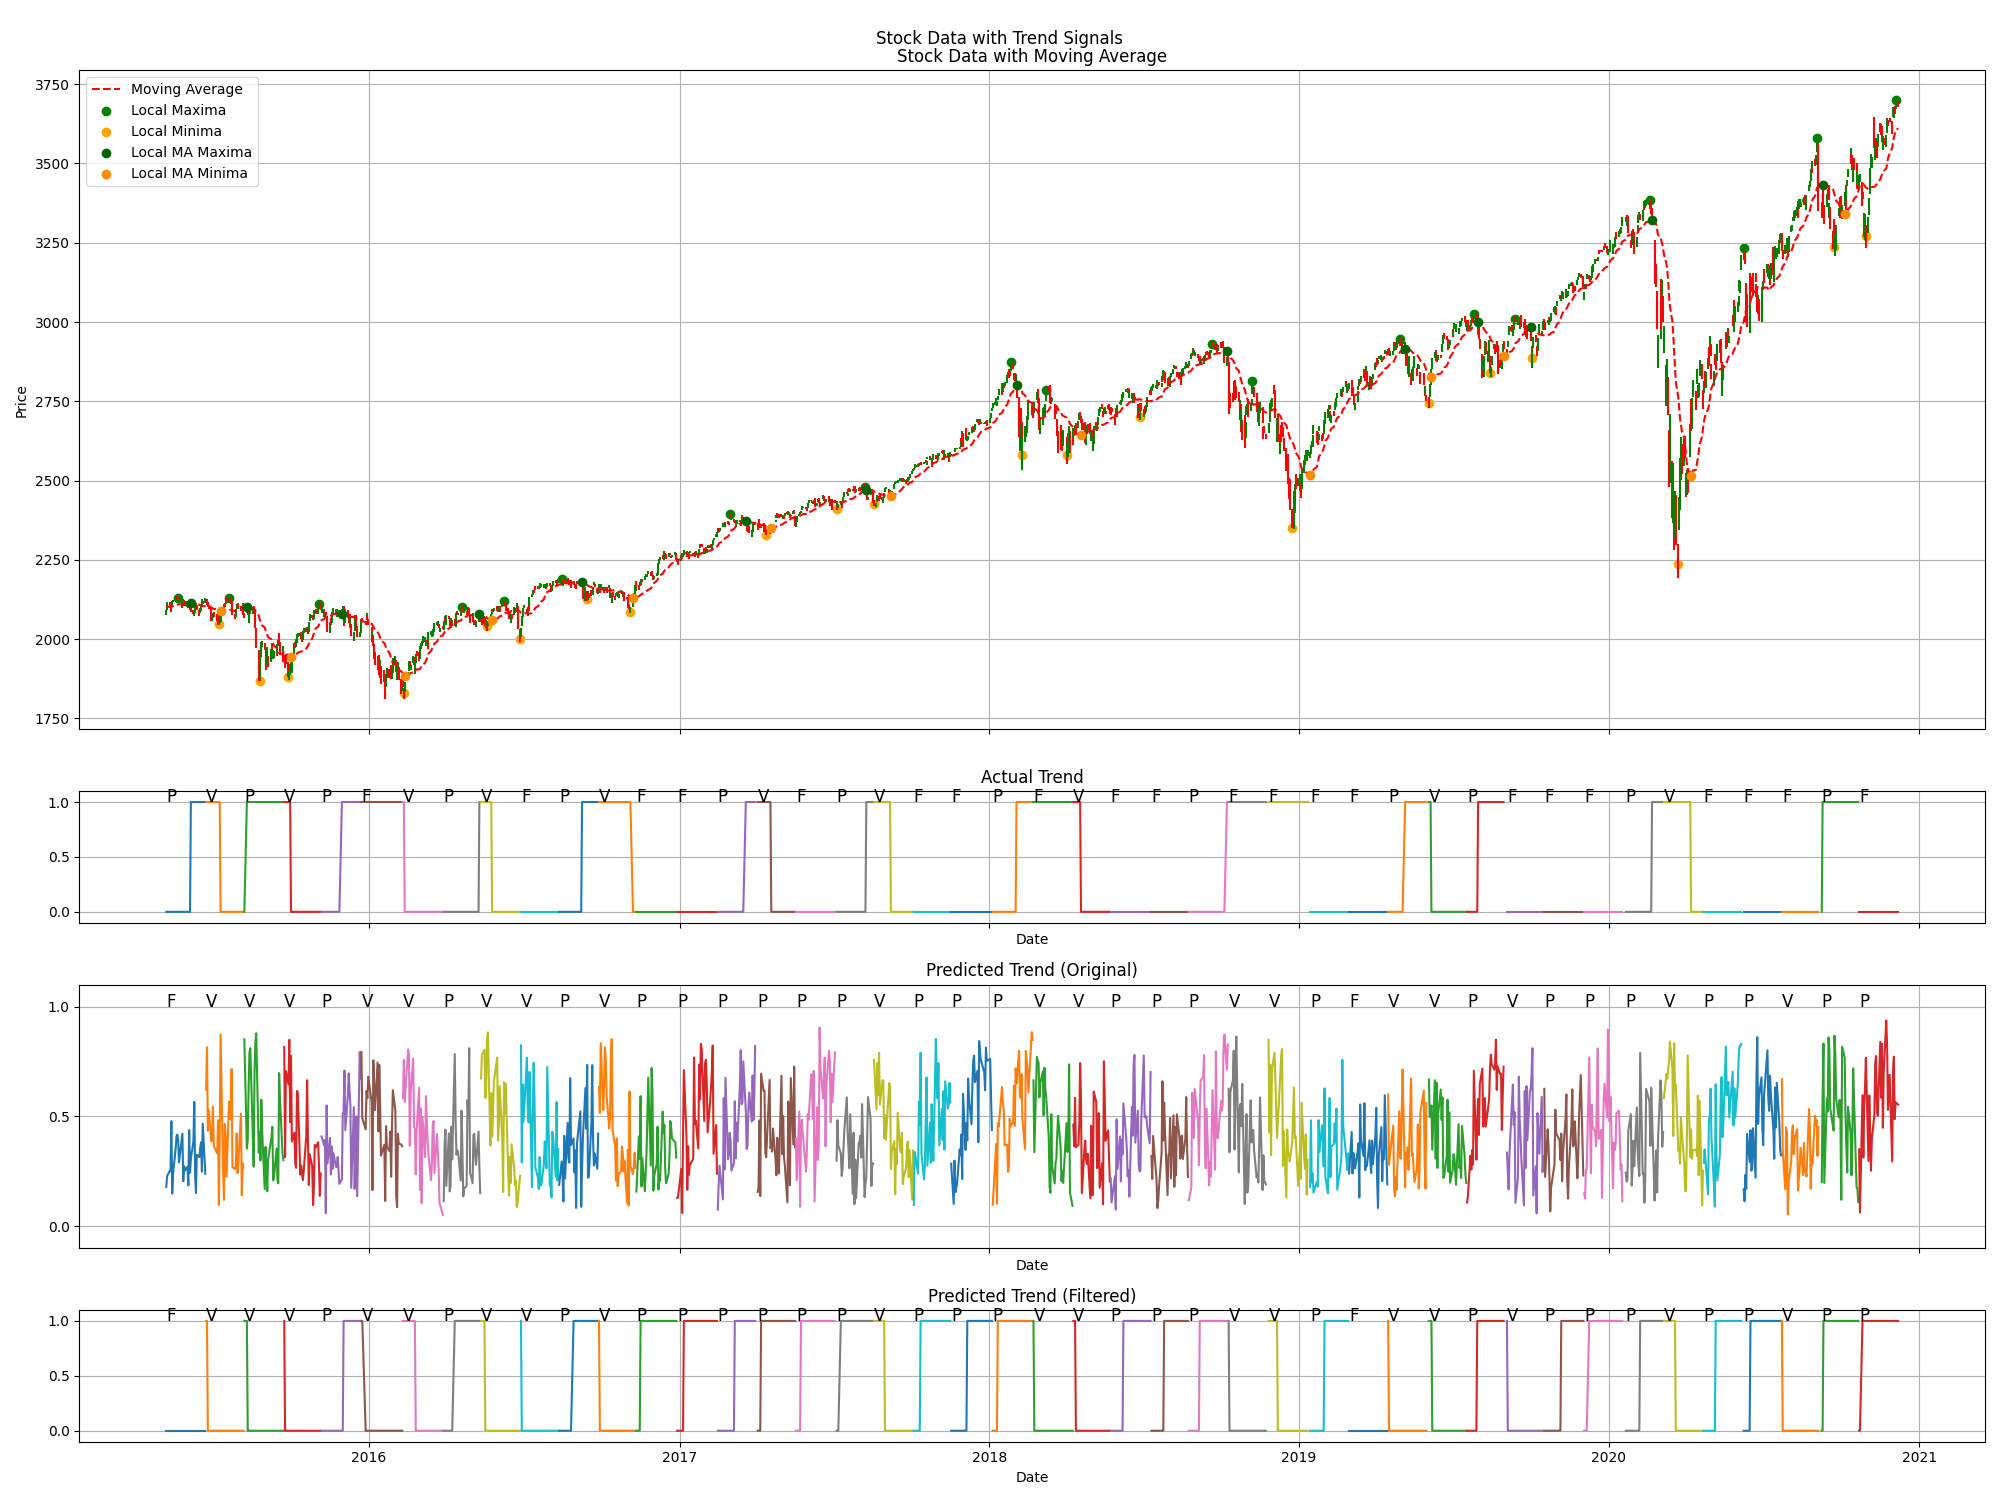 Stock Data with Trend Signals
Stock Data with Moving Average
Moving Average
Local Maxima
Local Minima
Local MA Maxima
Local MA Minima
3750
3500
3250
3000
2750
2500
2250
2000
1750
Price
Actual Trend
P V P V P F V P V F P V F F P V F P V F F P F V F F P F F F F P V P F F F P V F F F P F
1.0
0.5
0.0
Date
Predicted Trend (Original)
F V V V P V V P V V P V P P P P P P V P P P V V P P P V V P F V V P V P P P V P P V P P
1.0
0.5
0.0
Date
Predicted Trend (Filtered)
F V V V P V V P V V P V P P P P P P V P P P V V P P P V V P F V V P V P P P V P P V P P
1.0
0.5
0.0
2016 2017 2018 2019 2020 2021
Date